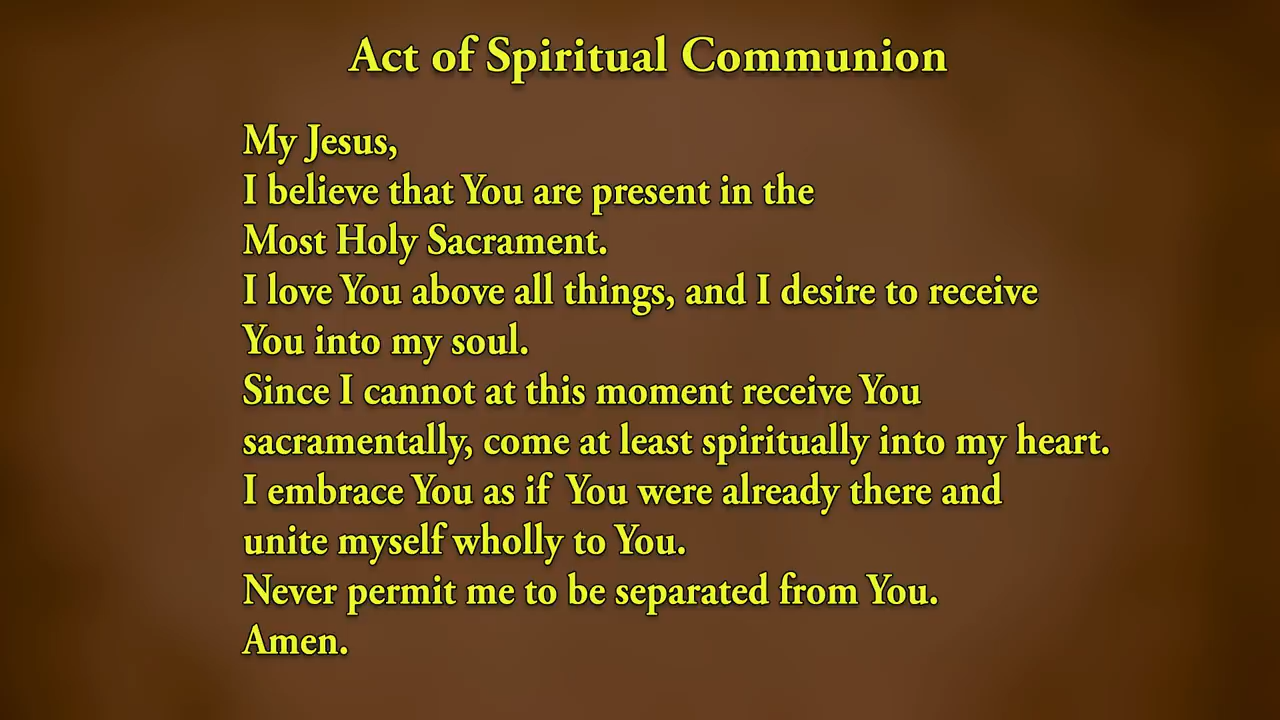 Act of Spiritual Communion
My Jesus,
I believe that You are present in the
Most Holy Sacrament.
I love You above all things, and I desire to receive
You into my soul.
Since I cannot at this moment receive You
sacramentally, come at least spiritually into my heart.
I embrace You as if You were already there and
unite myself wholly to You.
Never permit me to be separated from You.
Amen.